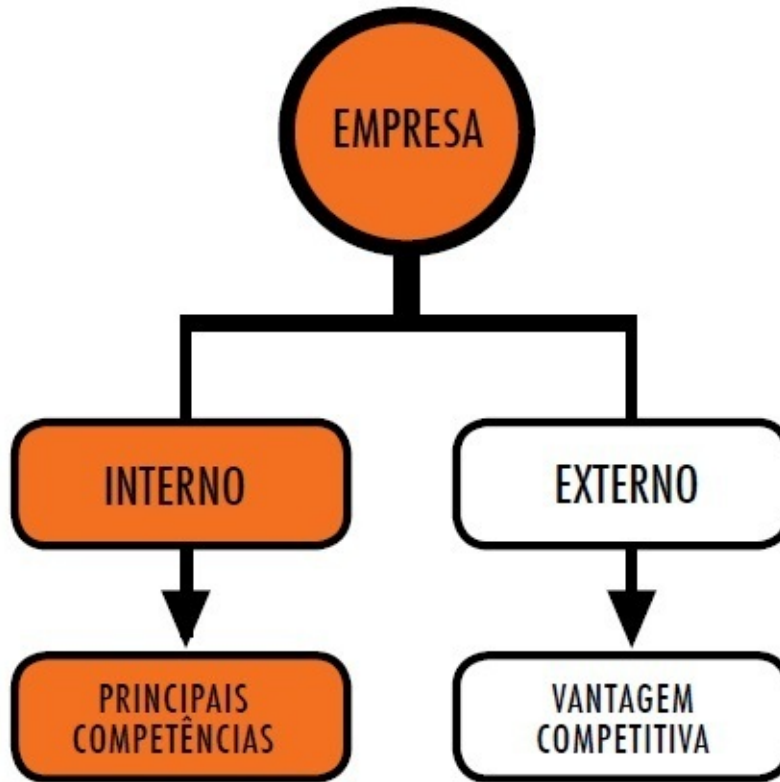 EMPRESA
INTERNO
EXTERNO
PRINCIPAIS
COMPETÊNCIAS
VANTAGEM
COMPETITIVA